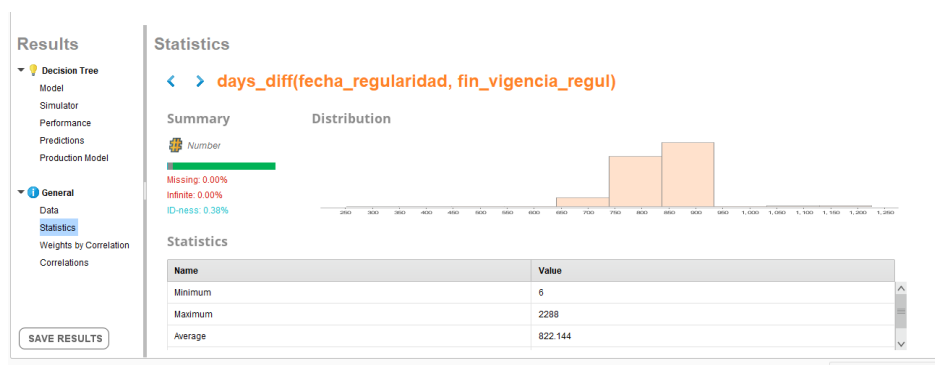 Results
Decision Tree
Model
Simulator
Performance
Predictions
Production Model
General
Data
Statistics
Weights by Correlation
Correlations
SAVE RESULTS
Statistics
days_diff(fecha_regularidad, fin_vigencia_regul)
Summary
Number
Missing: 0.00%
Infinite: 0.00%
ID-ness: 0.38%
Distribution
250 300 350 400 450 500 550 600 650 700 750 800 850 900 950 1,000 1,050 1,100 1,150 1,200 1,250
Statistics
Name Value
Minimum 6
Maximum 2288
Average 822.144